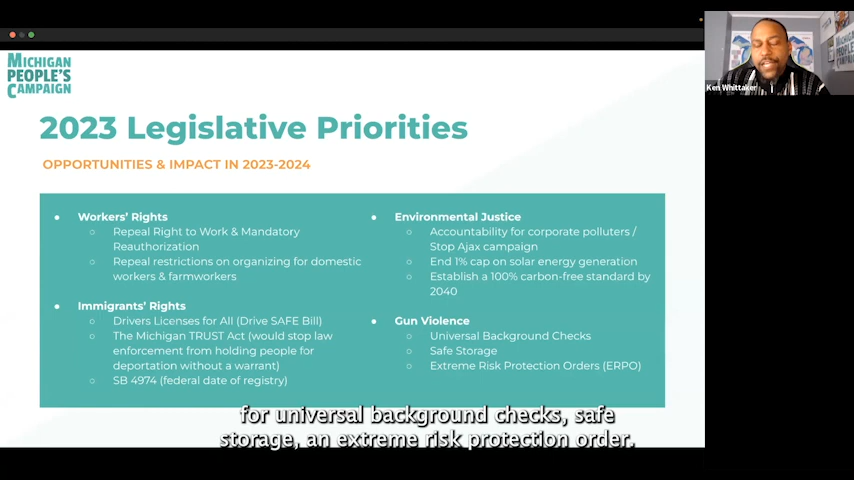 MICHIGAN
PEOPLE'S
CAMPAIGN
2023 Legislative Priorities
OPPORTUNITIES & IMPACT IN 2023-2024
● Workers' Rights
○ Repeal Right to Work & Mandatory
Reauthorization
○ Repeal restrictions on organizing for domestic
workers & farmworkers
● Immigrants' Rights
○ Drivers Licenses for All (Drive SAFE Bill)
○ The Michigan TRUST Act (would stop law
enforcement from holding people for
deportation without a warrant)
○ SB 4974 (federal date of registry)
● Environmental Justice
○ Accountability for corporate polluters /
Stop Ajax campaign
○ End 1% cap on solar energy generation
○ Establish a 100% carbon-free standard by
2040
● Gun Violence
○ Universal Background Checks
○ Safe Storage
○ Extreme Risk Protection Orders (ERPO)
MICHIGAN
PEOPLE'S
CAMPAIGN
Ken Whittaker
for universal background checks, safe
storage, an extreme risk protection order.